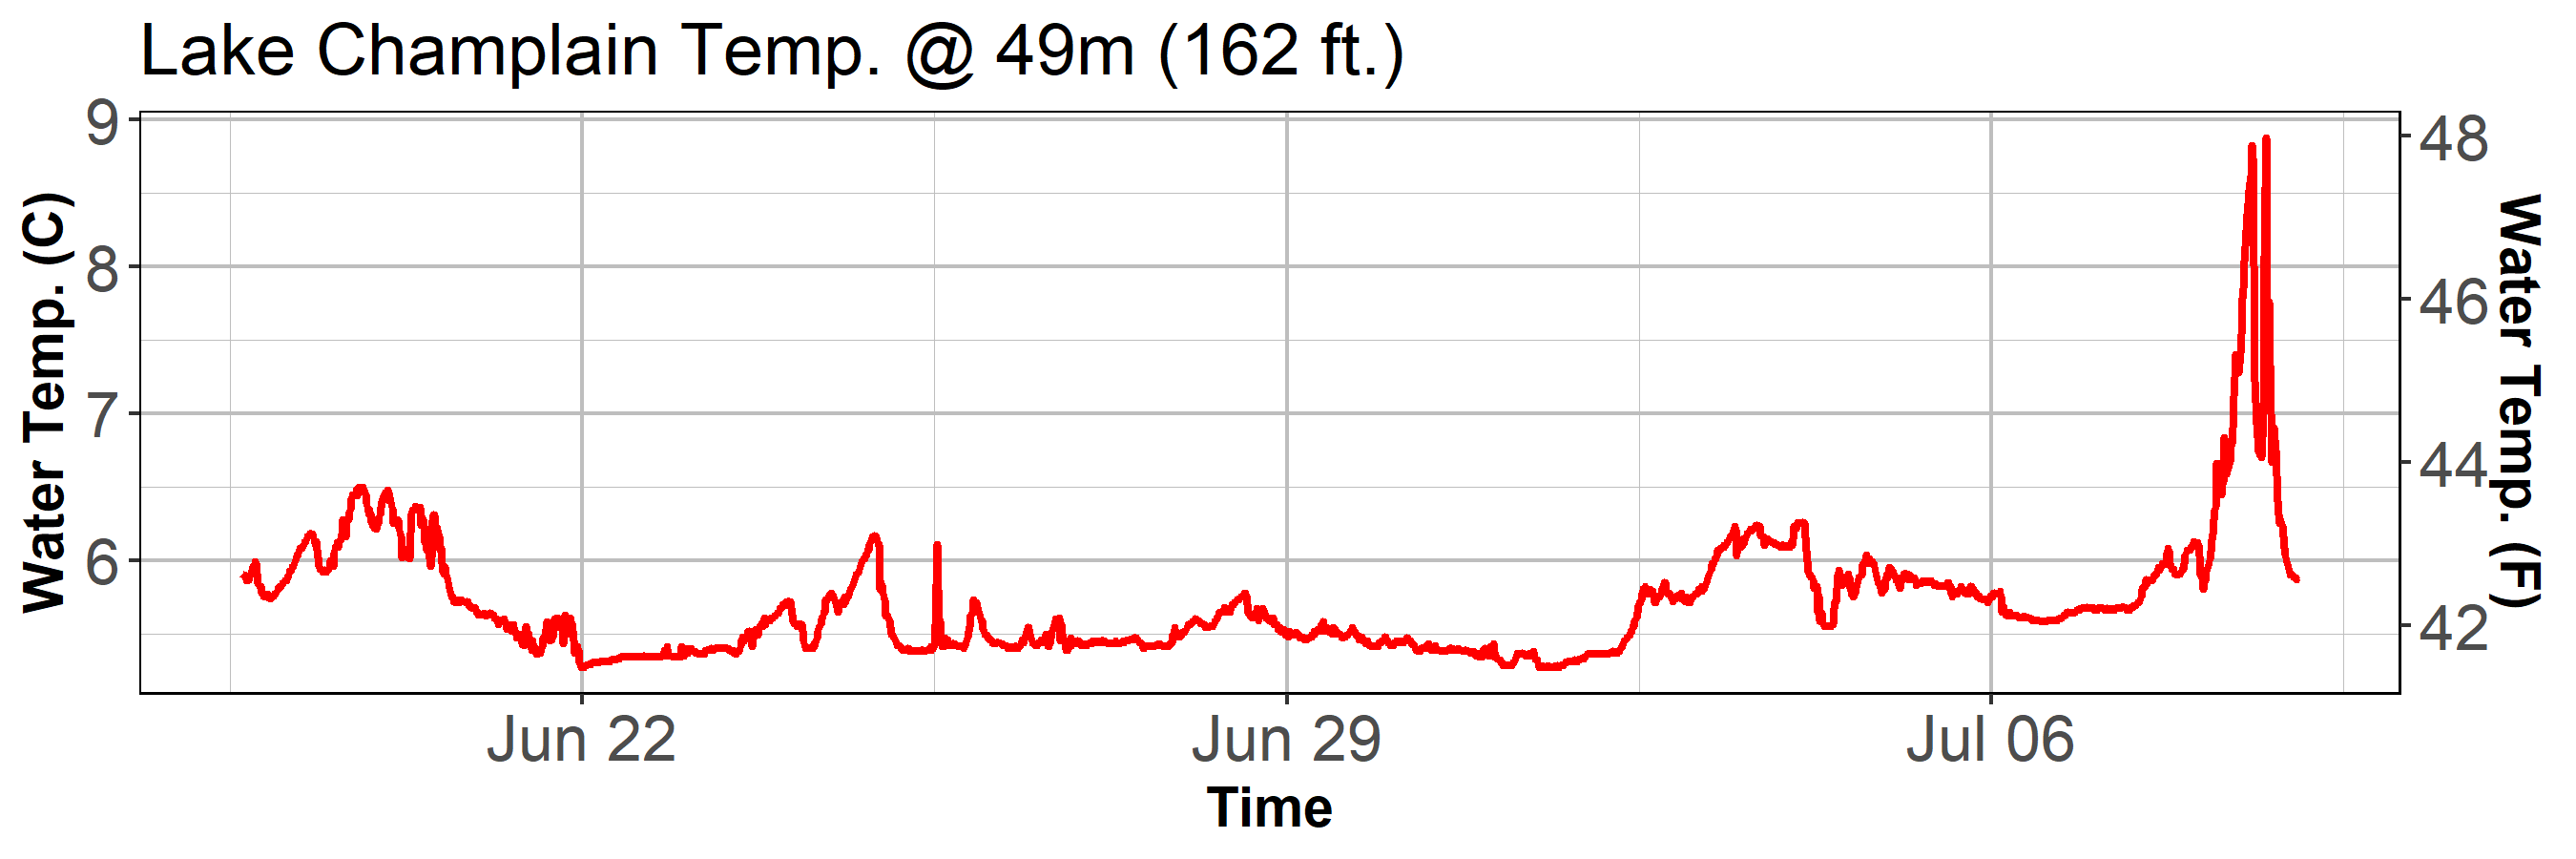 Lake Champlain Temp. @ 49m (162 ft.)
Water Temp. (C)
9
8
7
6
48
46
44
42
Water Temp. (F)
Jun 22
Jun 29
Jul 06
Time